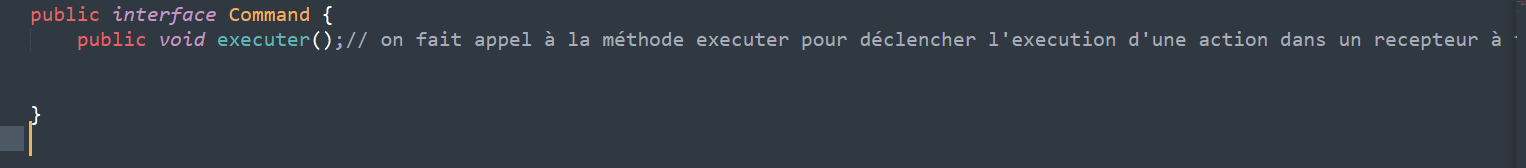 public interface Command {
public void executer();// on fait appel à la méthode executer pour déclencher l'execution d'une action dans un recepteur à
}